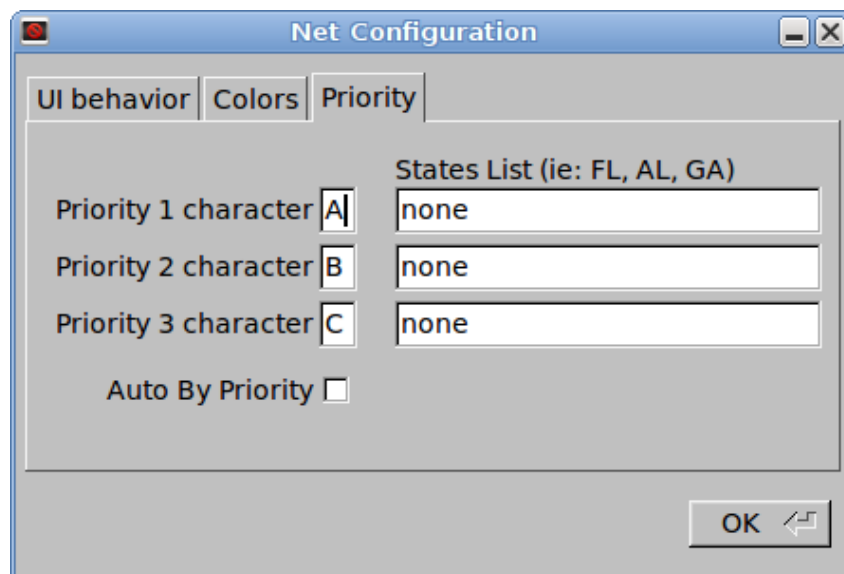 Net Configuration
UI behavior Colors Priority
States List (ie: FL, AL, GA)
Priority 1 character A none
Priority 2 character B none
Priority 3 character C none
Auto By Priority
OK